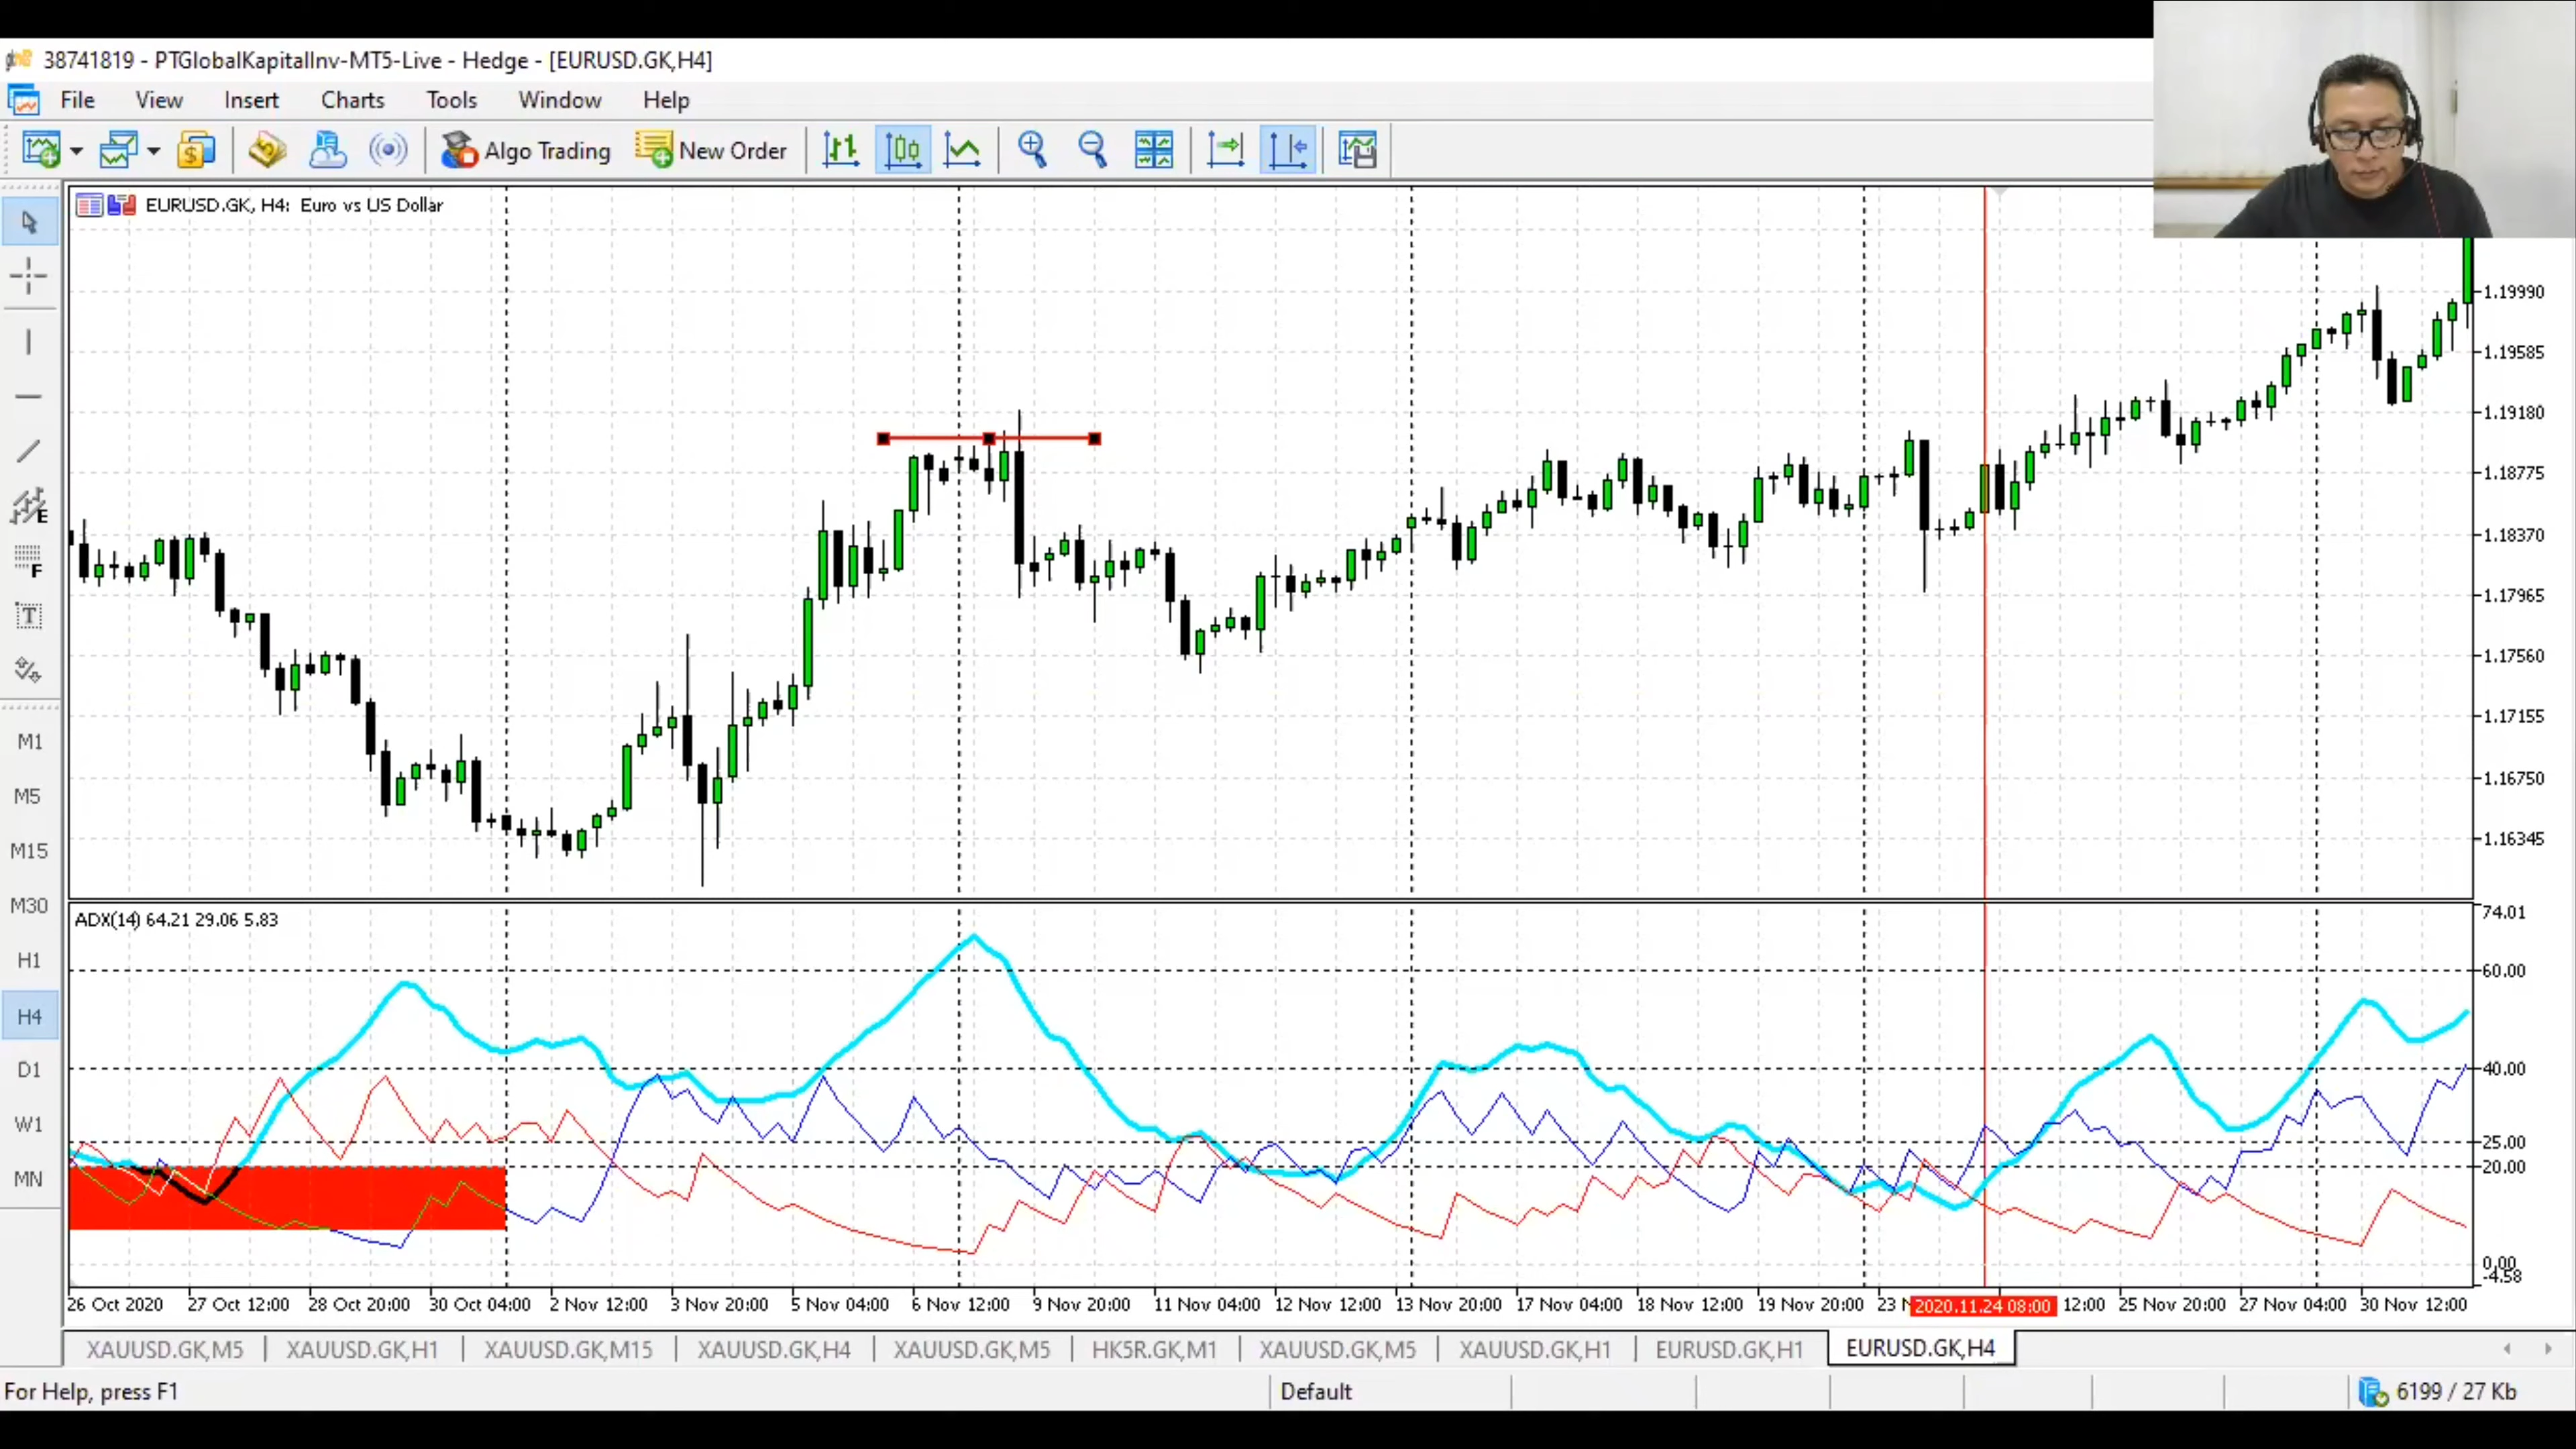 38741819 - PTGlobalKapitalInv-MT5-Live - Hedge - [EURUSD.GK,H4]
File View Insert Charts Tools Window Help
Algo Trading New Order
EURUSD.GK, H4: Euro vs US Dollar
1.19990
1.19585
1.19180
1.18775
1.18370
1.17965
1.17560
1.17155
1.16750
1.16345
E
F
T
M1
M5
M15
M30
H1
H4
D1
W1
MN
ADX(14) 64.21 29.06 5.83
74.01
60.00
40.00
25.00
20.00
0.00
-4.58
26 Oct 2020 27 Oct 12:00 28 Oct 20:00 30 Oct 04:00 2 Nov 12:00 3 Nov 20:00 5 Nov 04:00 6 Nov 12:00 9 Nov 20:00 11 Nov 04:00 12 Nov 12:00 13 Nov 20:00 17 Nov 04:00 18 Nov 12:00 19 Nov 20:00 23 N 2020.11.24 08:00 12:00 25 Nov 20:00 27 Nov 04:00 30 Nov 12:00
XAUUSD.GK,M5 XAUUSD.GK,H1 XAUUSD.GK,M15 XAUUSD.GK,H4 XAUUSD.GK,M5 HK5R.GK,M1 XAUUSD.GK,M5 XAUUSD.GK,H1 EURUSD.GK,H1 EURUSD.GK,H4
For Help, press F1 Default 6199 / 27 Kb